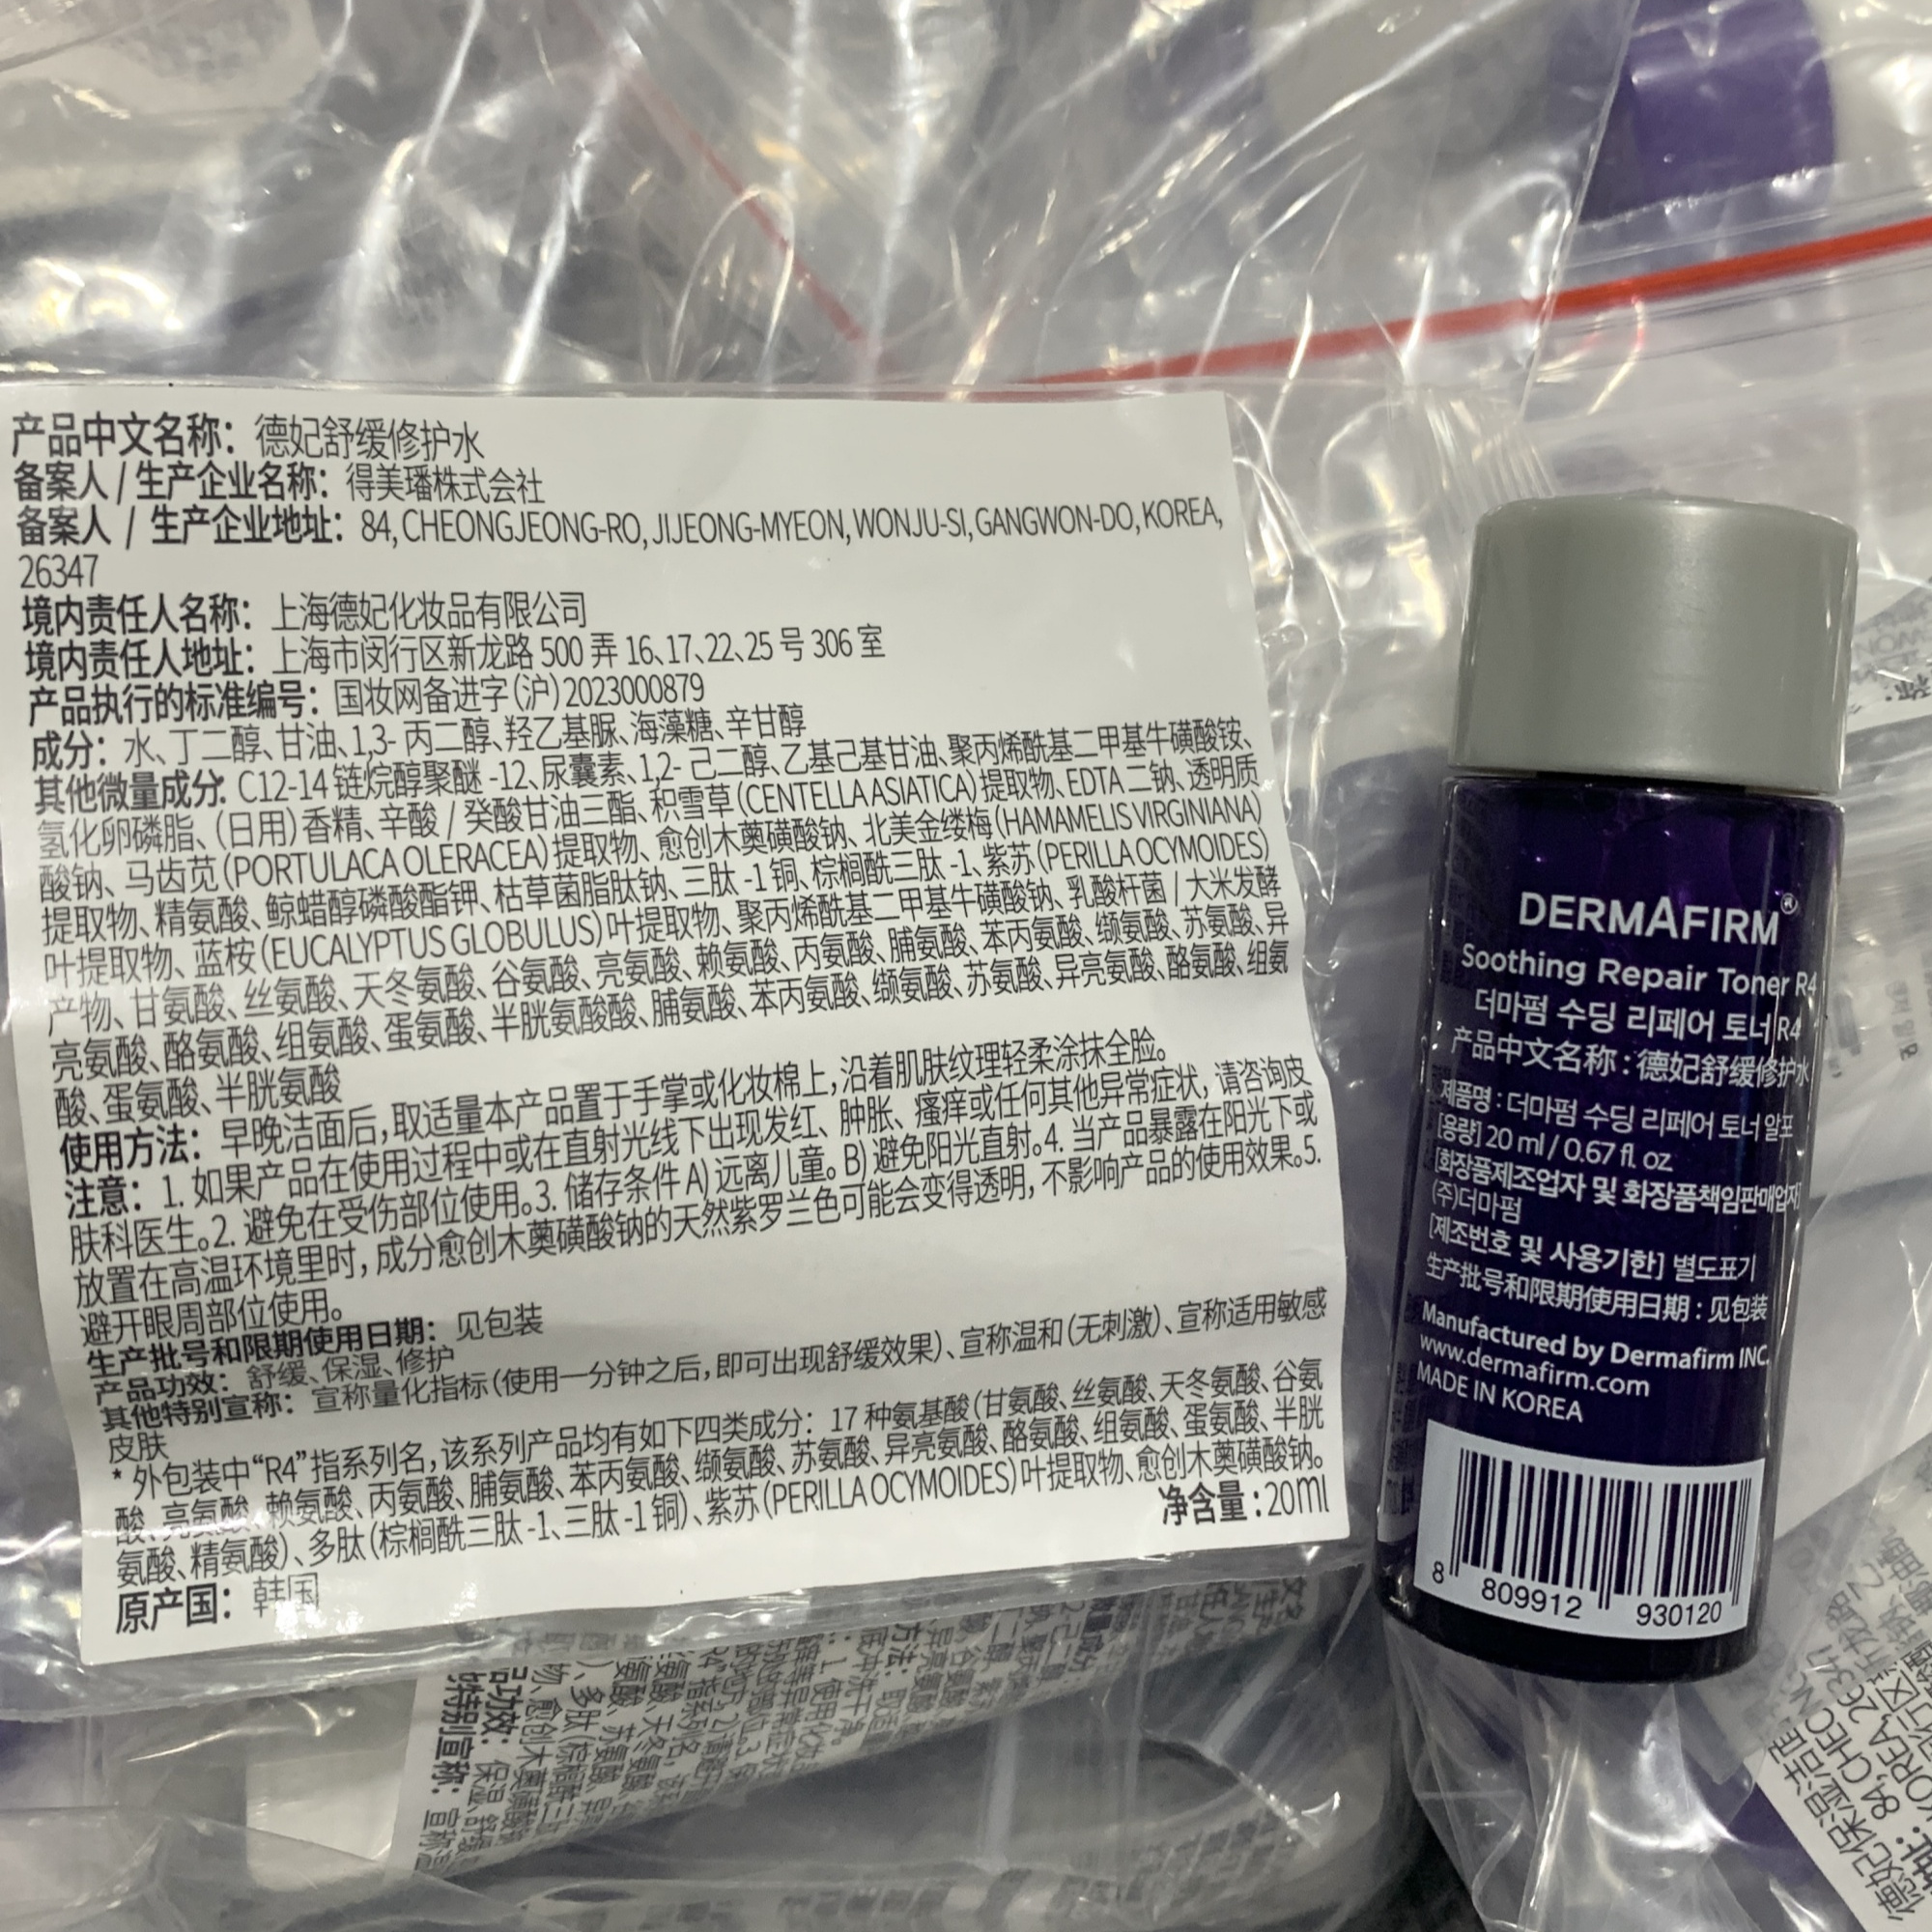 产品中文名称：德妃舒缓修护水
备案人 / 生产企业名称：得美璠株式会社
备案人 / 生产企业地址：84, CHEONGJEONG-RO, JIJEONG-MYEON, WONJU-SI, GANGWON-DO, KOREA,
26347
境内责任人名称：上海德妃化妆品有限公司
境内责任人地址：上海市闵行区新龙路 500 弄 16、17、22、25 号 306 室
产品执行的标准编号：国妆网备进字 (沪) 2023000879
成分：水、丁二醇、甘油、1,3- 丙二醇、羟乙基脲、海藻糖、辛甘醇
其他微量成分: C12-14 链烷醇聚醚 -12、尿囊素、1,2- 己二醇、乙基己基甘油、聚丙烯酰基二甲基牛磺酸铵、
氢化卵磷脂、(日用) 香精、辛酸 / 癸酸甘油三酯、积雪草 (CENTELLA ASIATICA) 提取物、EDTA 二钠、透明质
酸钠、马齿苋 (PORTULACA OLERACEA) 提取物、愈创木薁磺酸钠、北美金缕梅 (HAMAMELIS VIRGINIANA)
提取物、精氨酸、鲸蜡醇磷酸酯钾、枯草菌脂肽钠、三肽 -1 铜、棕榈酰三肽 -1、紫苏 (PERILLA OCYMOIDES)
叶提取物、蓝桉 (EUCALYPTUS GLOBULUS) 叶提取物、聚丙烯酰基二甲基牛磺酸钠、乳酸杆菌 / 大米发酵
产物、甘氨酸、丝氨酸、天冬氨酸、谷氨酸、亮氨酸、赖氨酸、丙氨酸、脯氨酸、苯丙氨酸、缬氨酸、苏氨酸、异
亮氨酸、酪氨酸、组氨酸、蛋氨酸、半胱氨酸酸、脯氨酸、苯丙氨酸、缬氨酸、苏氨酸、异亮氨酸、酪氨酸、组氨
酸、蛋氨酸、半胱氨酸
使用方法：早晚洁面后，取适量本产品置于手掌或化妆棉上，沿着肌肤纹理轻柔涂抹全脸。
注意：1. 如果产品在使用过程中或在直射光线下出现发红、肿胀、瘙痒或任何其他异常症状，请咨询皮
肤科医生。2. 避免在受伤部位使用。3. 储存条件 A) 远离儿童。B) 避免阳光直射。4. 当产品暴露在阳光下或
放置在高温环境里时，成分愈创木薁磺酸钠的天然紫罗兰色可能会变得透明，不影响产品的使用效果。5.
避开眼周部位使用。
生产批号和限期使用日期：见包装
产品功效：舒缓、保湿、修护
其他特别宣称：宣称量化指标 (使用一分钟之后，即可出现舒缓效果)、宣称温和 (无刺激)、宣称适用敏感
皮肤
* 外包装中“R4”指系列名，该系列产品均有如下四类成分：17 种氨基酸 (甘氨酸、丝氨酸、天冬氨酸、谷氨
酸、亮氨酸、赖氨酸、丙氨酸、脯氨酸、苯丙氨酸、缬氨酸、苏氨酸、异亮氨酸、酪氨酸、组氨酸、蛋氨酸、半胱
氨酸、精氨酸)、多肽 (棕榈酰三肽 -1、三肽 -1 铜)、紫苏 (PERILLA OCYMOIDES) 叶提取物、愈创木薁磺酸钠。
净含量：20ml
原产国：韩国
DERMAFIRM®
Soothing Repair Toner R4
더마펌 수딩 리페어 토너 R4
产品中文名称 : 德妃舒缓修护水
제품명 : 더마펌 수딩 리페어 토너 알포
[용량] 20 ml / 0.67 fl. oz
[화장품제조업자 및 화장품책임판매업자]
(주)더마펌
[제조번호 및 사용기한] 별도표기
生产批号和限期使用日期 : 见包装
Manufactured by Dermafirm INC.
www.dermafirm.com
MADE IN KOREA
8 809912 930120